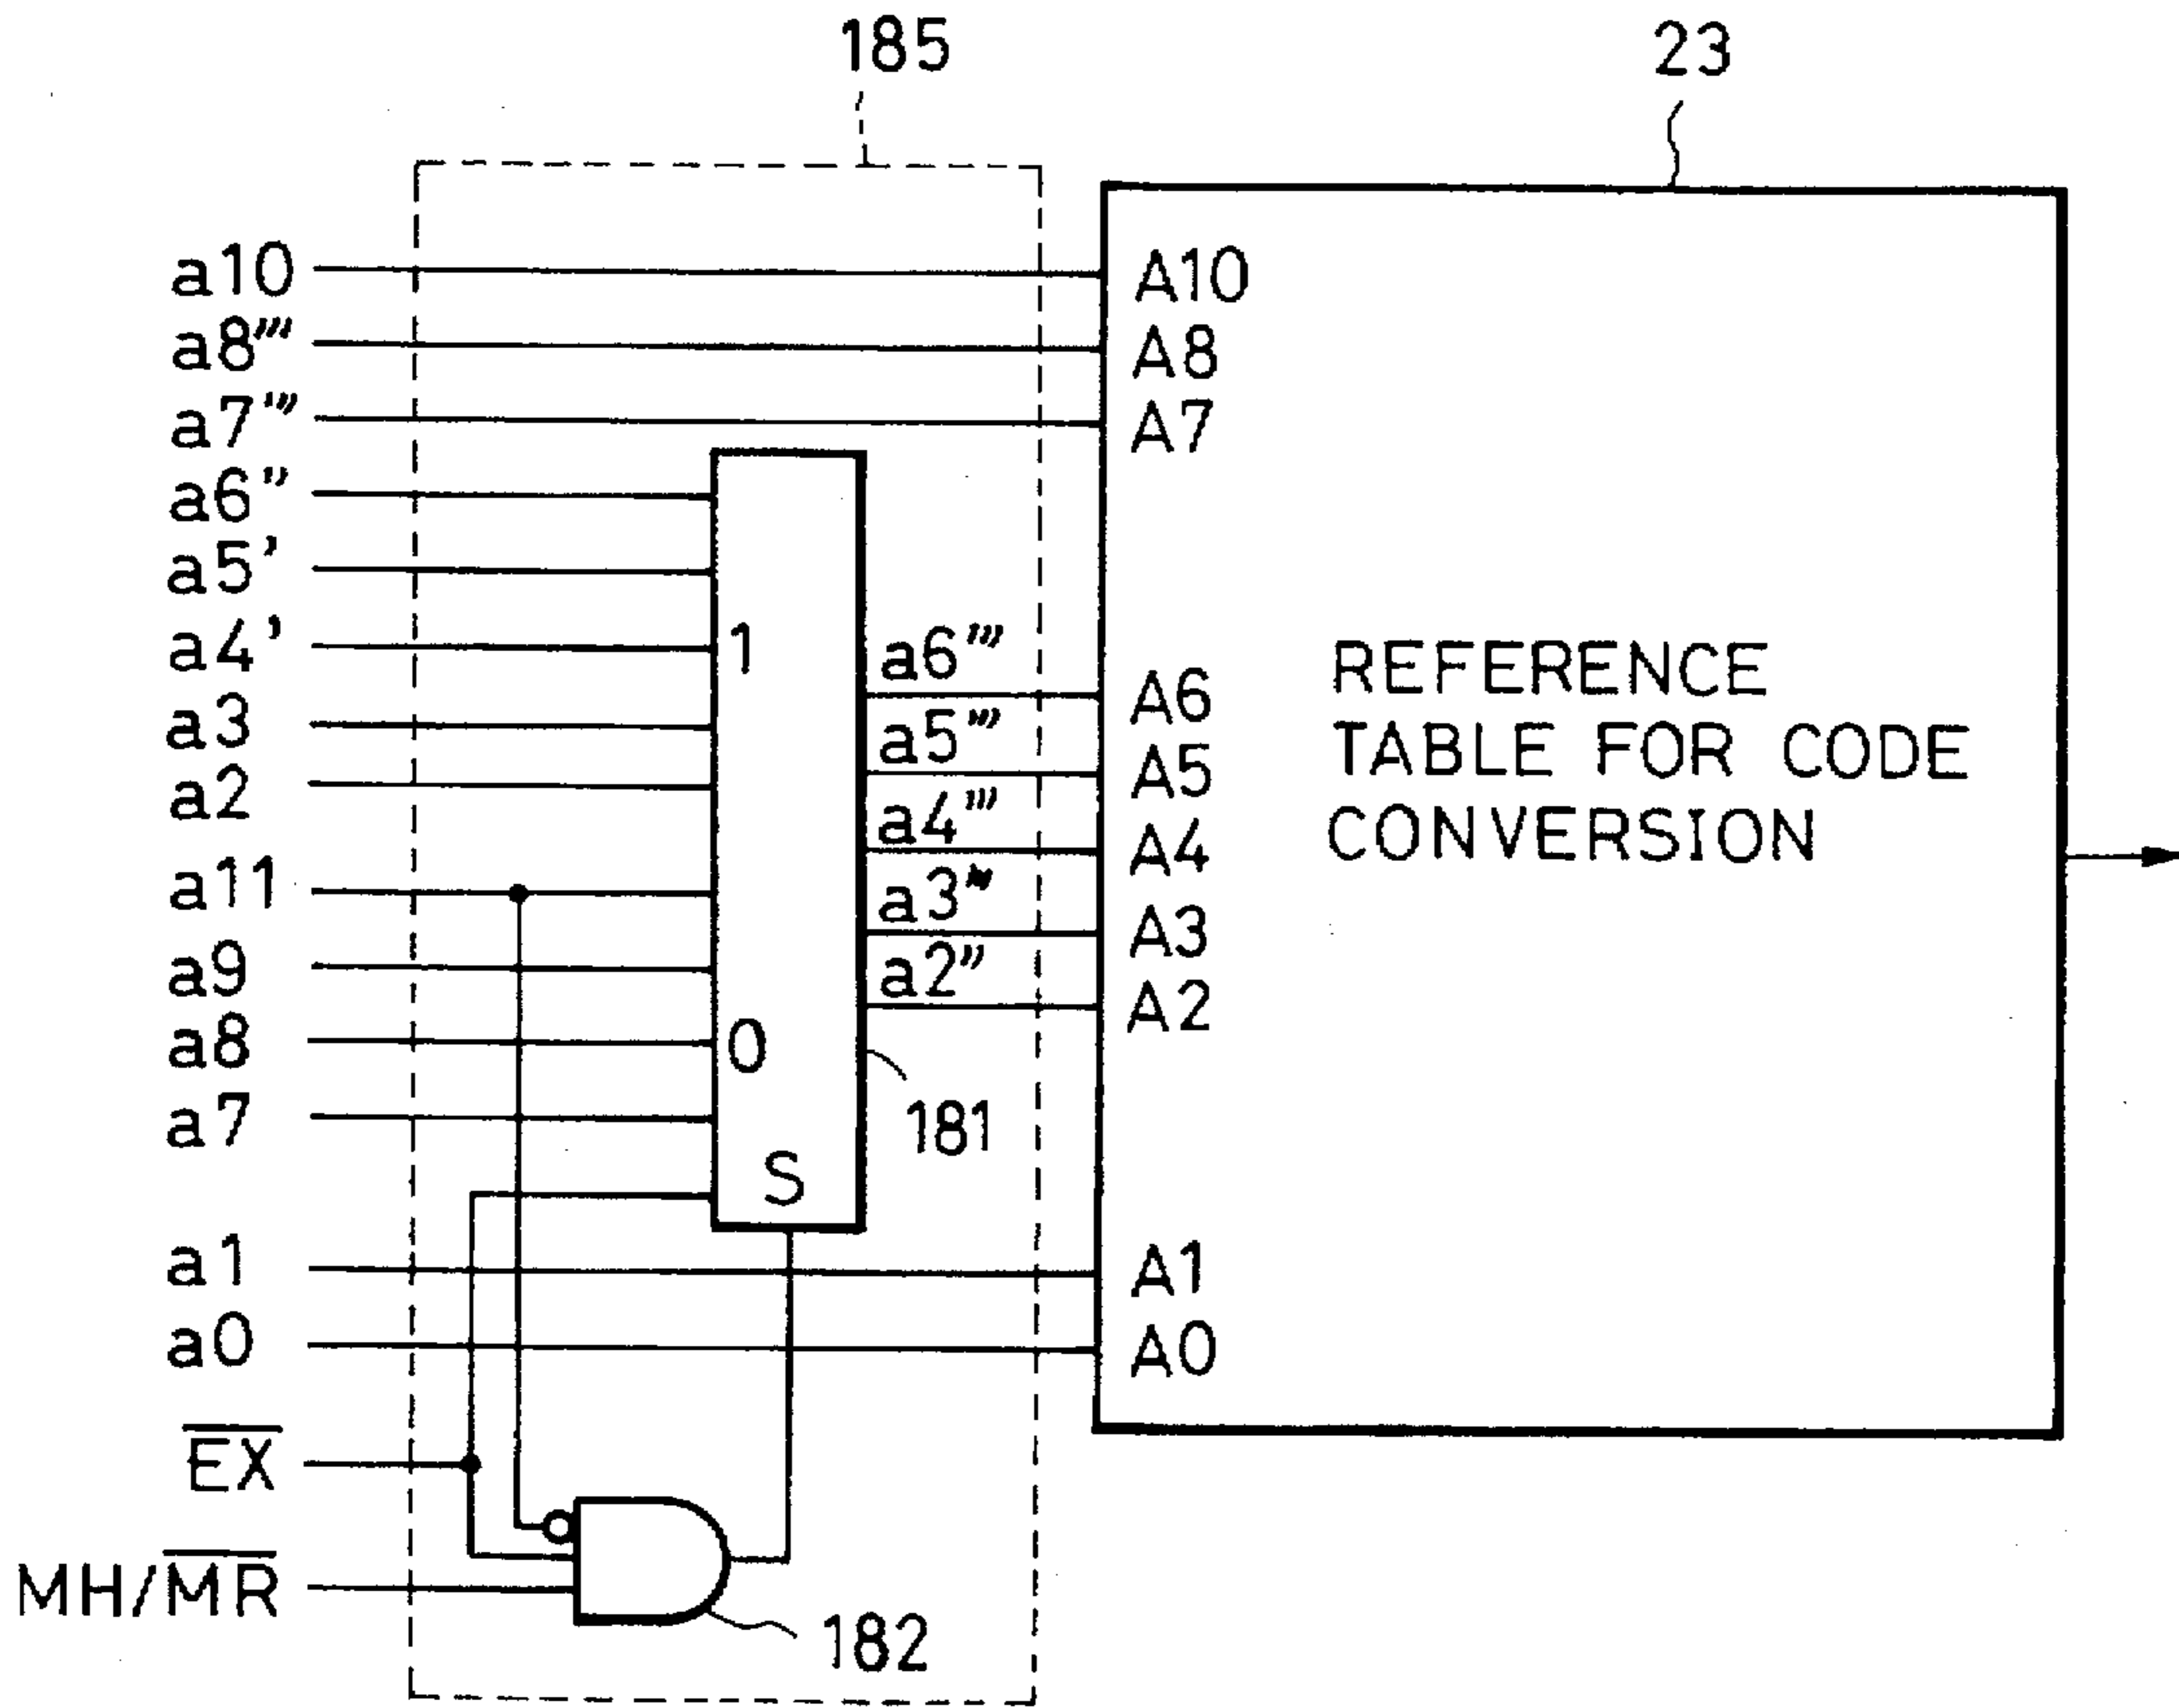 185
23
a10
a8‴
a7‴
a6″
a5′
a4′
a3
a2
a11
a9
a8
a7
a1
a0
E̅X̅
MH/M̅R̅
1
0
S
a6‴
a5‴
a4‴
a3‴
a2″
181
182
A10
A8
A7
A6
A5
A4
A3
A2
A1
A0
REFERENCE
TABLE FOR CODE
CONVERSION